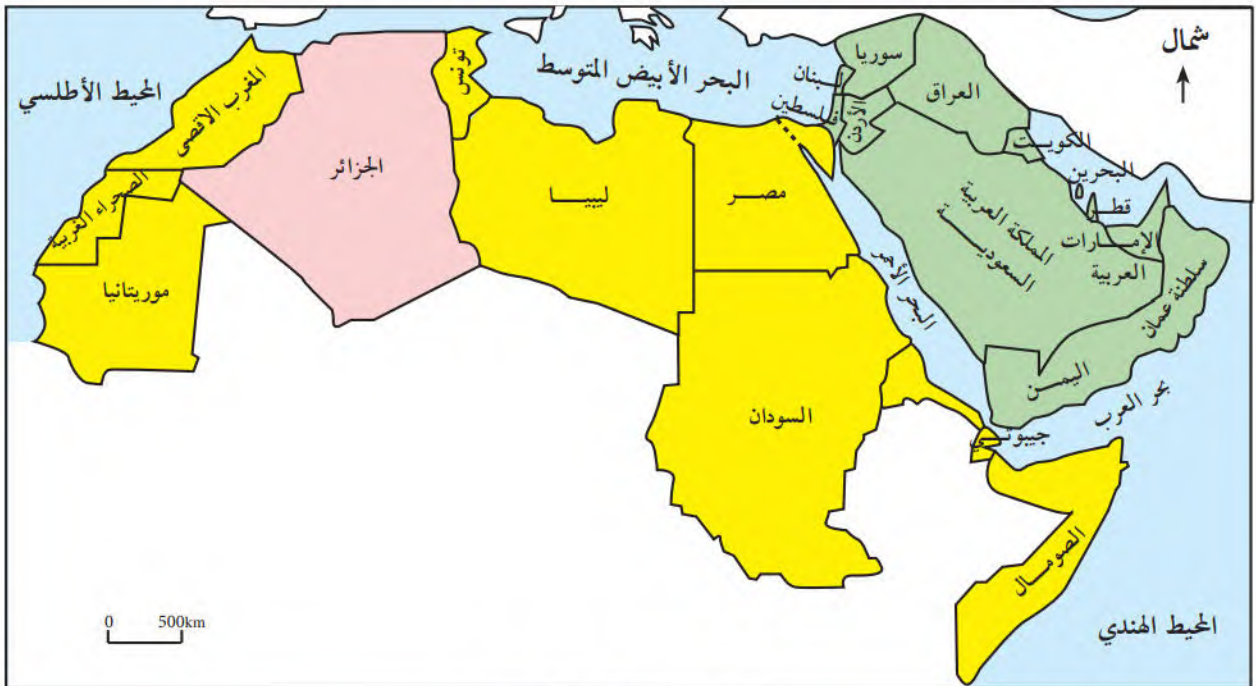 شمال
المحيط الأطلسي
البحر الأبيض المتوسط
المغرب الاقصى
الجزائر
تونس
ليبيا
مصر
الصحراء الغربية
موريتانيا
السودان
سوريا
لبنان
فلسطين
الأردن
العراق
الكويت
البحرين
قطر
المملكة العربية
السعودية
الإمارات
العربية
سلطنة عمان
اليمن
البحر الأحمر
بحر العرب
جيبوتي
الصومال
المحيط الهندي
0 500km